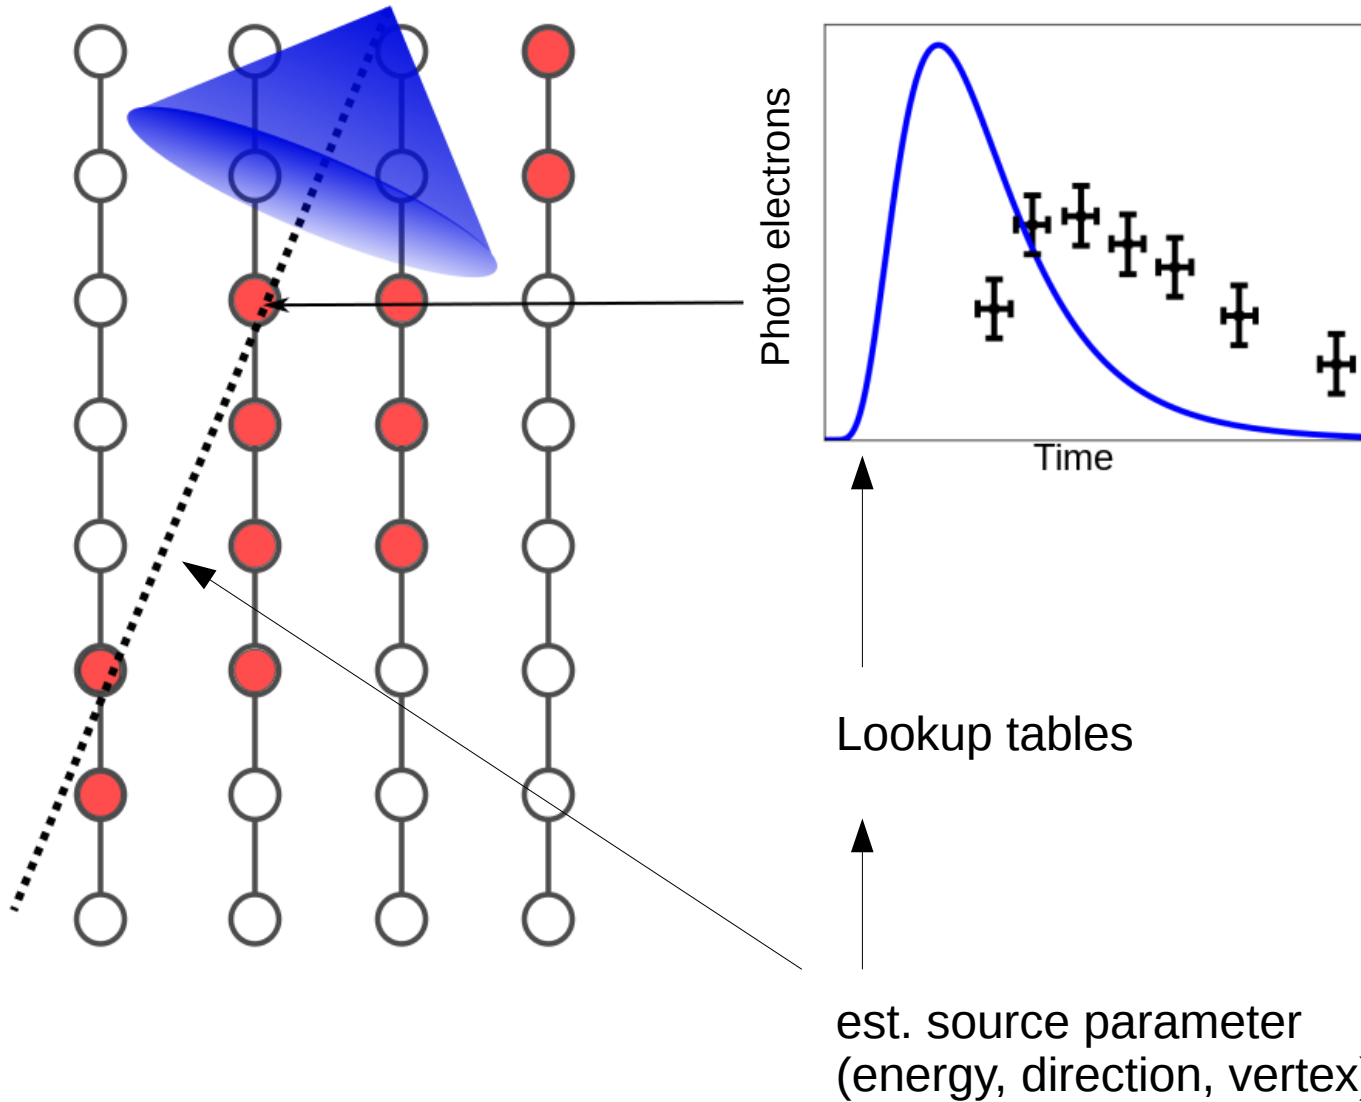 Photo electrons
Time
Lookup tables
est. source parameter
(energy, direction, vertex)